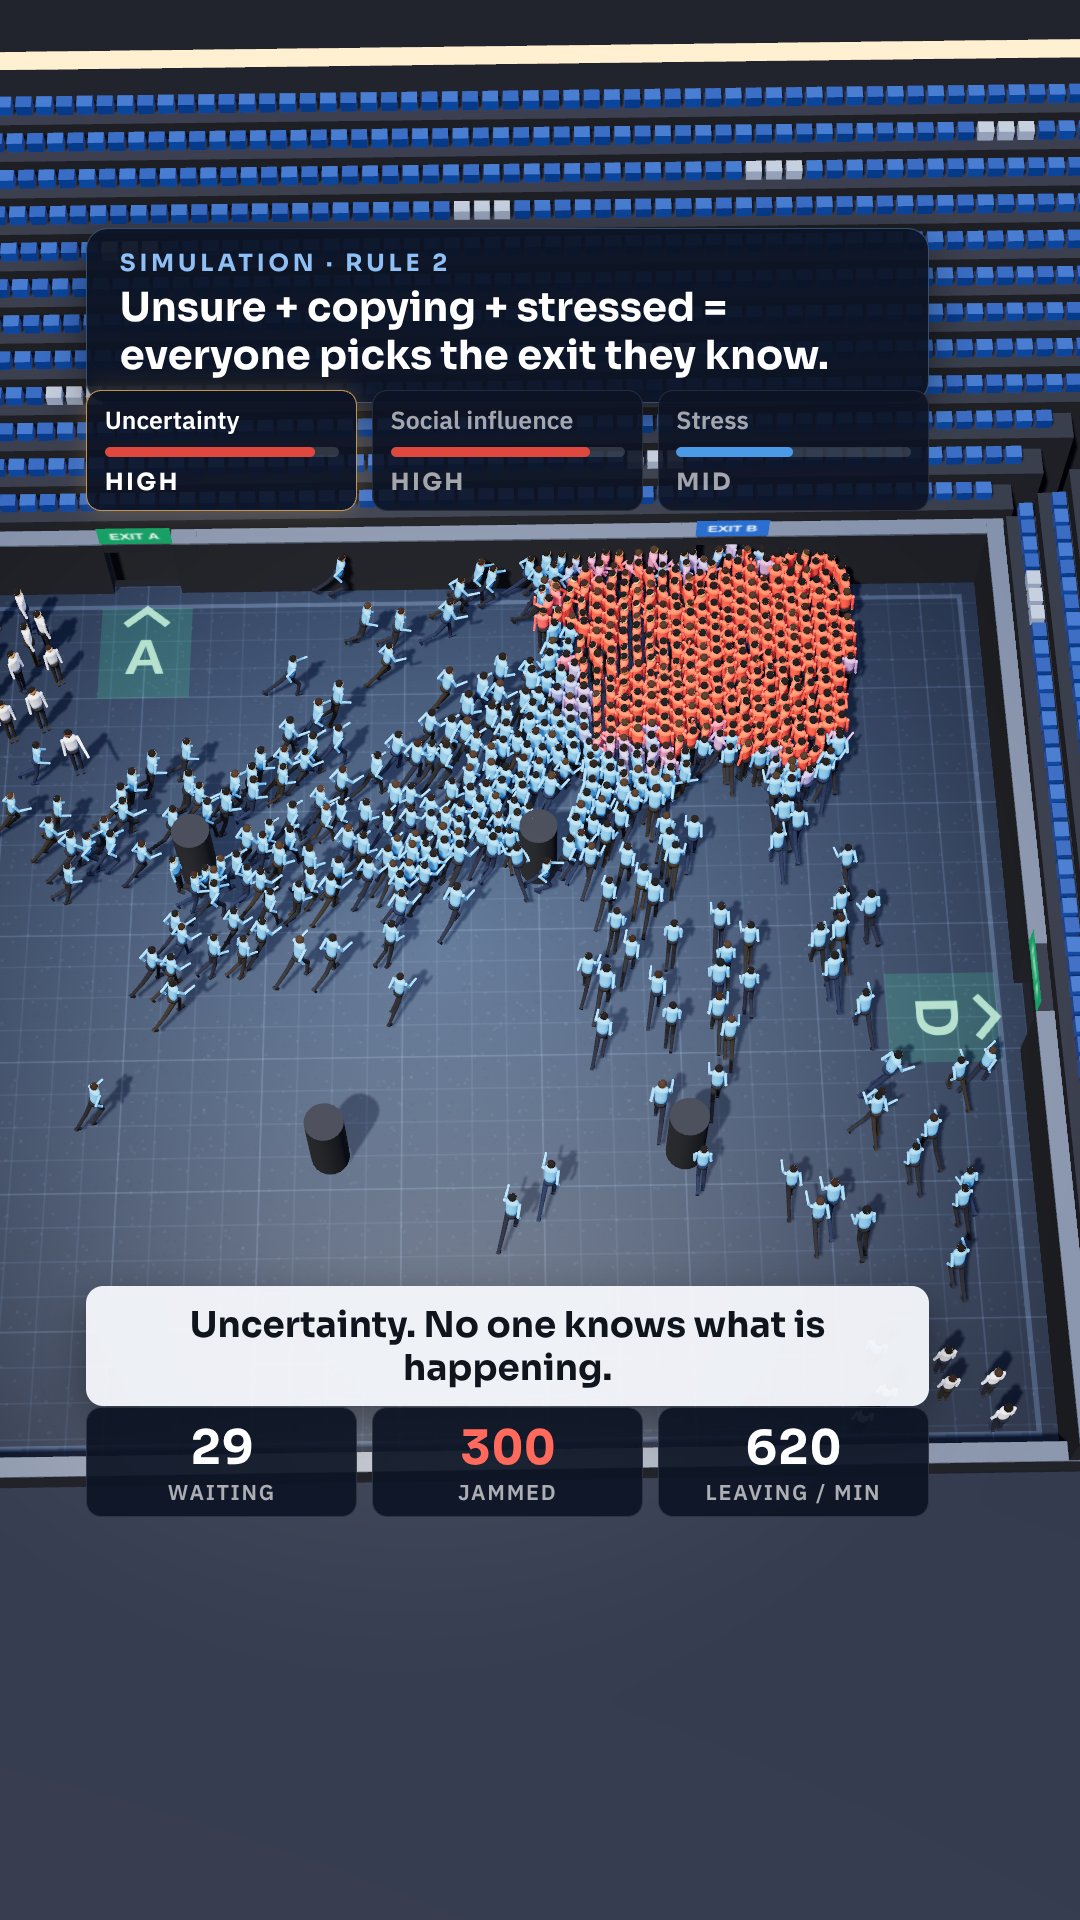 SIMULATION · RULE 2
Unsure + copying + stressed =
everyone picks the exit they know.
Uncertainty
HIGH
Social influence
HIGH
Stress
MID
EXIT A
EXIT B
A
D
Uncertainty. No one knows what is
happening.
29
WAITING
300
JAMMED
620
LEAVING / MIN